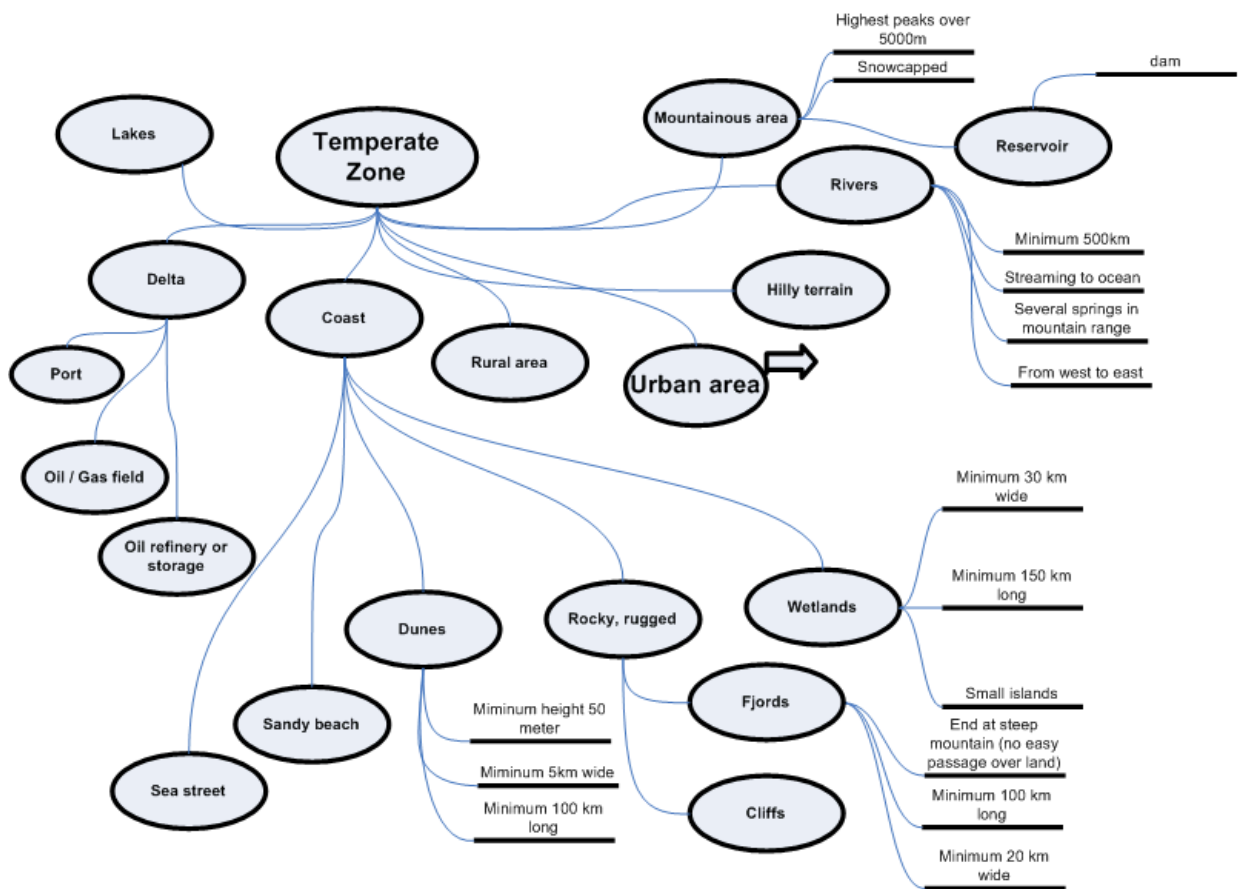 Highest peaks over
5000m
Snowcapped
dam
Mountainous area
Reservoir
Lakes
Temperate
Zone
Rivers
Minimum 500km
Streaming to ocean
Several springs in
mountain range
From west to east
Delta
Coast
Hilly terrain
Rural area
Urban area
Port
Oil / Gas field
Oil refinery or
storage
Minimum 30 km
wide
Minimum 150 km
long
Small islands
Wetlands
Rocky, rugged
Dunes
Sandy beach
Sea street
Miminum height 50
meter
Miminum 5km wide
Minimum 100 km
long
Fjords
Cliffs
End at steep
mountain (no easy
passage over land)
Minimum 100 km
long
Minimum 20 km
wide